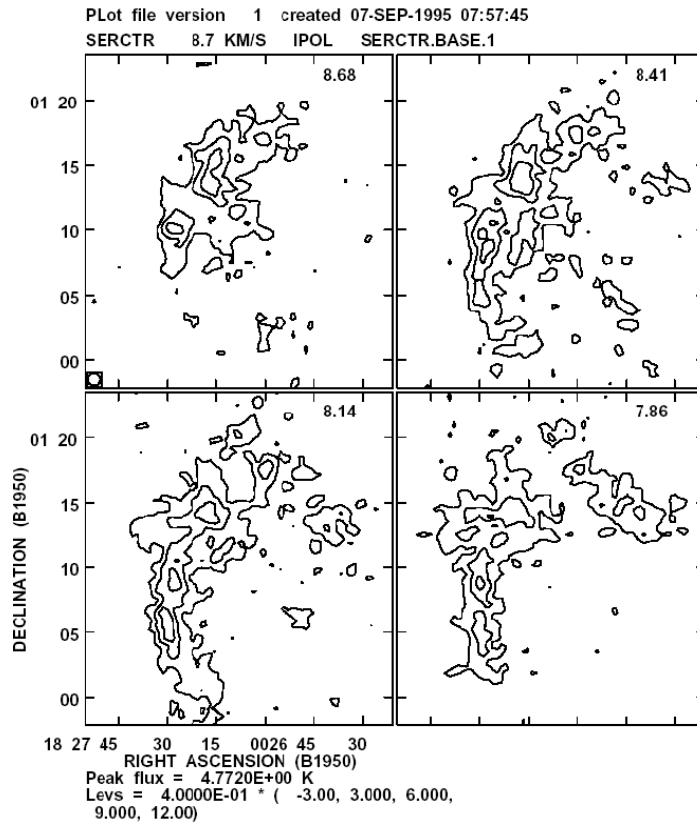 PLot file version 1 created 07-SEP-1995 07:57:45
SERCTR 8.7 KM/S IPOL SERCTR.BASE.1
8.68
8.41
01 20
15
10
05
00
8.14
7.86
01 20
15
10
05
00
DECLINATION (B1950)
18 27 45 30 15 0026 45 30
RIGHT ASCENSION (B1950)
Peak flux = 4.7720E+00 K
Levs = 4.0000E-01 * ( -3.00, 3.000, 6.000,
9.000, 12.00)